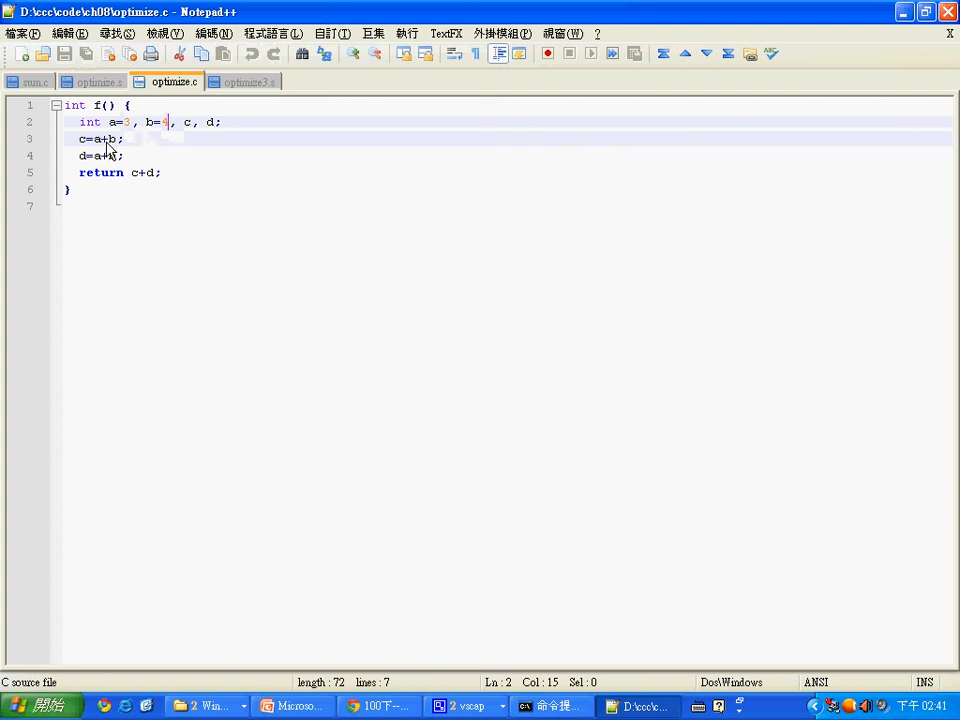 D:\ccc\code\ch08\optimize.c - Notepad++
檔案(F) 編輯(E) 尋找(S) 檢視(V) 編碼(N) 程式語言(L) 自訂(T) 巨集 執行 TextFX 外掛模組(P) 視窗(W) ? X
sum.c optimize.s optimize.c optimize3.s
1 int f() {
2 int a=3, b=4, c, d;
3 c=a+b;
4 d=a+b;
5 return c+d;
6 }
7
C source file length : 72 lines : 7 Ln : 2 Col : 15 Sel : 0 Dos\Windows ANSI INS
開始 2 Win... Microso... 100下--... 2 vscap 命令提... D:\ccc\c... 下午 02:41